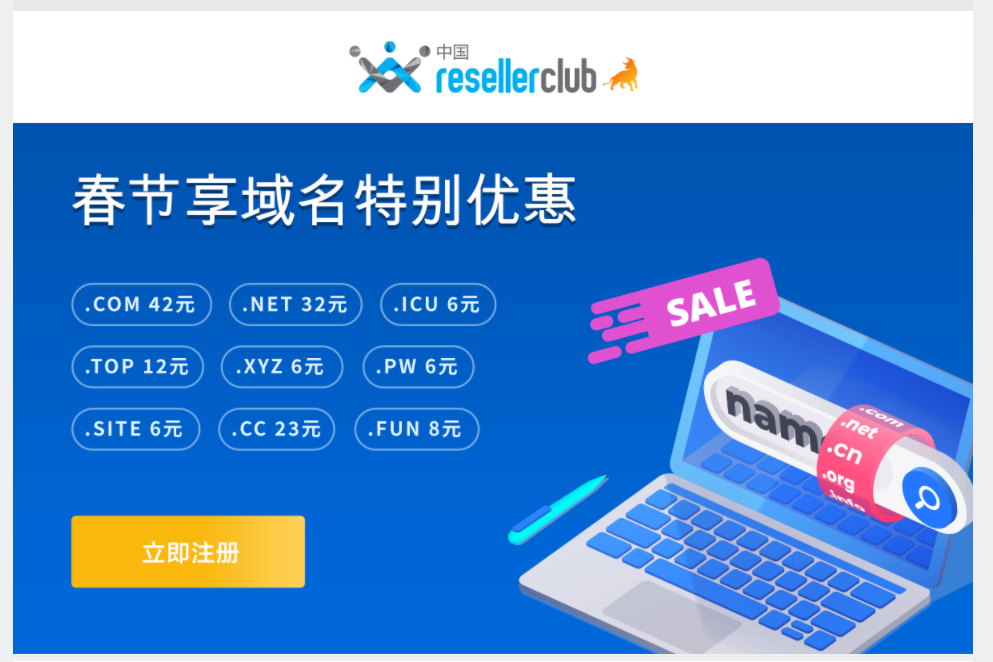 中国
resellerclub
春节享域名特别优惠
.COM 42元
.NET 32元
.ICU 6元
.TOP 12元
.XYZ 6元
.PW 6元
.SITE 6元
.CC 23元
.FUN 8元
SALE
.com
nam
.net
.cn
.org
.info
立即注册